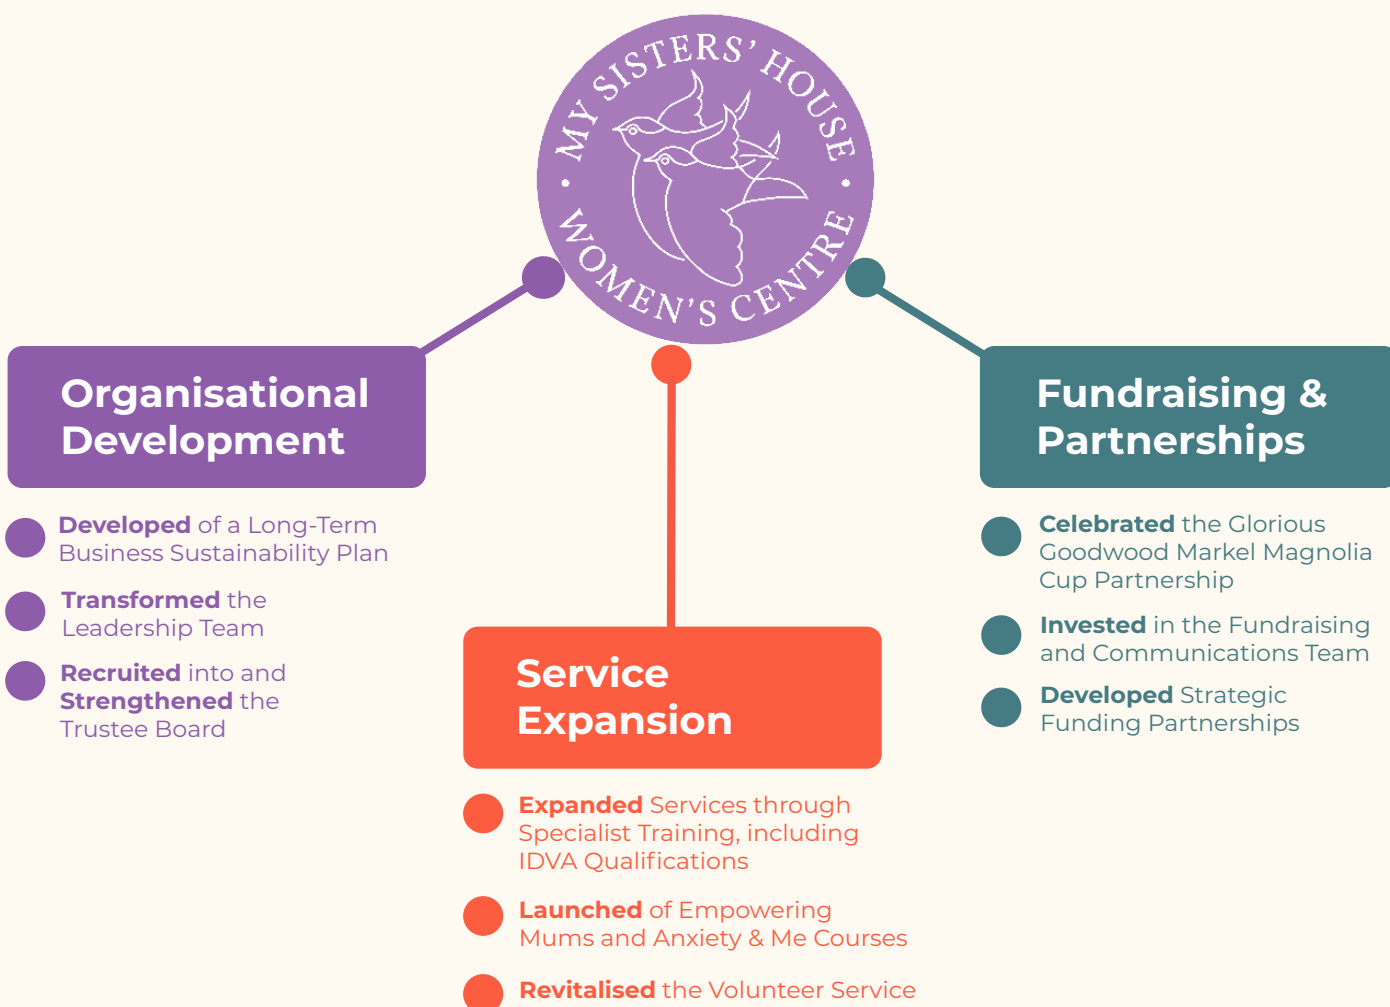 MY SISTERS' HOUSE
WOMEN'S CENTRE
Organisational
Development
Developed of a Long-Term
Business Sustainability Plan
Transformed the
Leadership Team
Recruited into and
Strengthened the
Trustee Board
Service
Expansion
Expanded Services through
Specialist Training, including
IDVA Qualifications
Launched of Empowering
Mums and Anxiety & Me Courses
Revitalised the Volunteer Service
Fundraising &
Partnerships
Celebrated the Glorious
Goodwood Markel Magnolia
Cup Partnership
Invested in the Fundraising
and Communications Team
Developed Strategic
Funding Partnerships